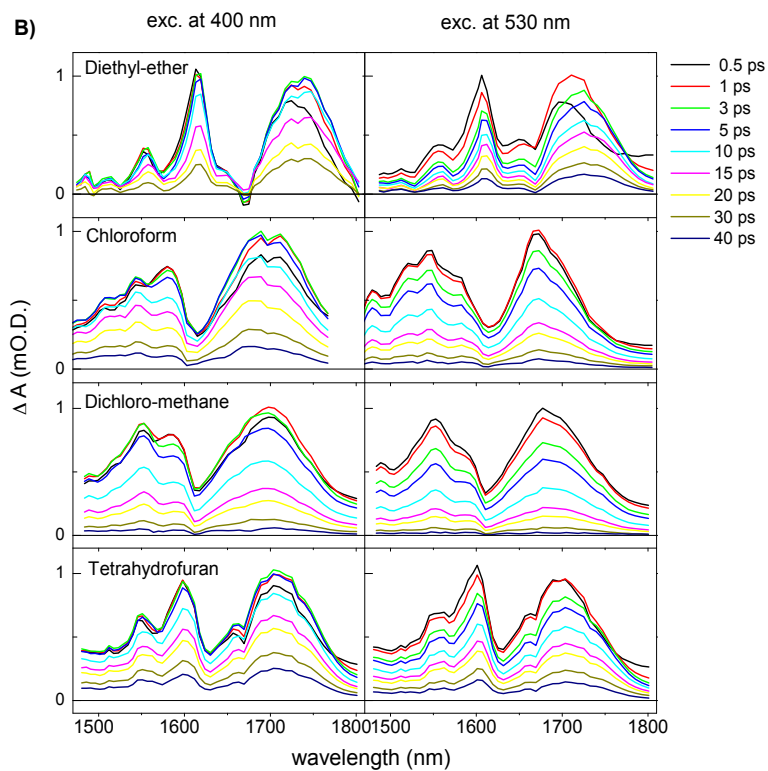 B)
exc. at 400 nm
exc. at 530 nm
Diethyl-ether
1
0
Chloroform
1
0
Dichloro-methane
1
0
Tetrahydrofuran
1
0
Δ A (mO.D.)
1500 1600 1700 1800
1500 1600 1700 1800
wavelength (nm)
0.5 ps
1 ps
3 ps
5 ps
10 ps
15 ps
20 ps
30 ps
40 ps